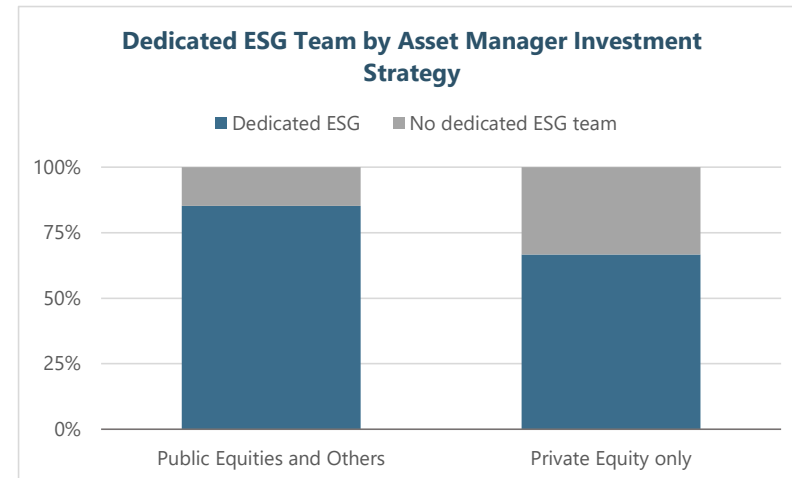 Dedicated ESG Team by Asset Manager Investment
Strategy
Dedicated ESG No dedicated ESG team
100%
75%
50%
25%
0%
Public Equities and Others Private Equity only